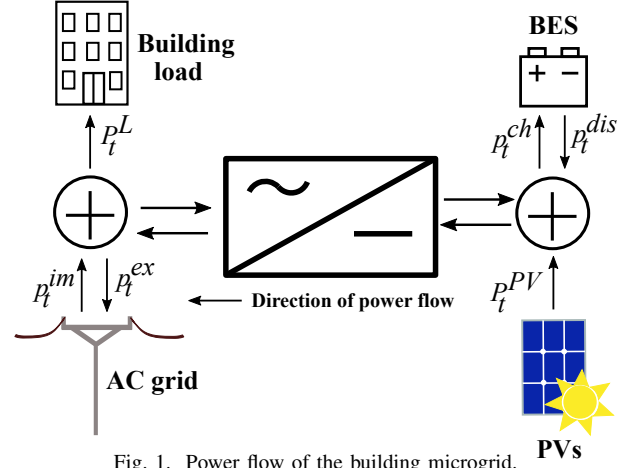 Building
load
BES
P_t^L
p_t^ch
p_t^dis
p_t^im
p_t^ex
P_t^PV
Direction of power flow
AC grid
PVs
Fig. 1. Power flow of the building microgrid.